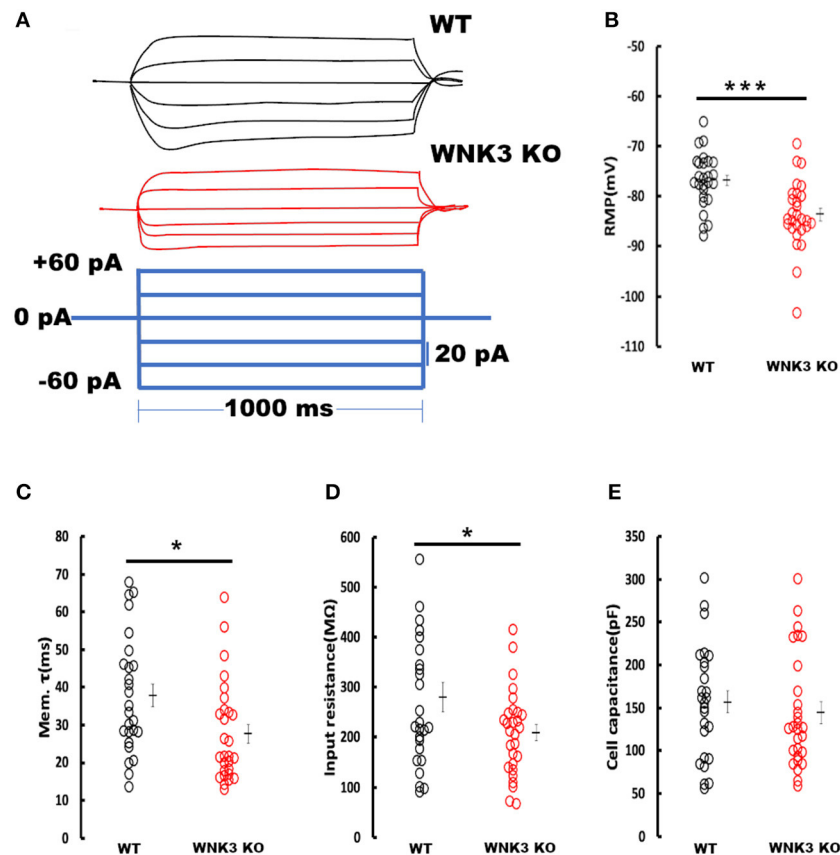 A
WT
WNK3 KO
+60 pA
0 pA
-60 pA
20 pA
1000 ms
B
RMP(mV)
-50
-60
-70
-80
-90
-100
-110
***
WT
WNK3 KO
C
Mem. τ(ms)
80
70
60
50
40
30
20
10
0
*
WT
WNK3 KO
D
Input resistance(MΩ)
600
500
400
300
200
100
0
*
WT
WNK3 KO
E
Cell capacitance(pF)
350
300
250
200
150
100
50
0
WT
WNK3 KO